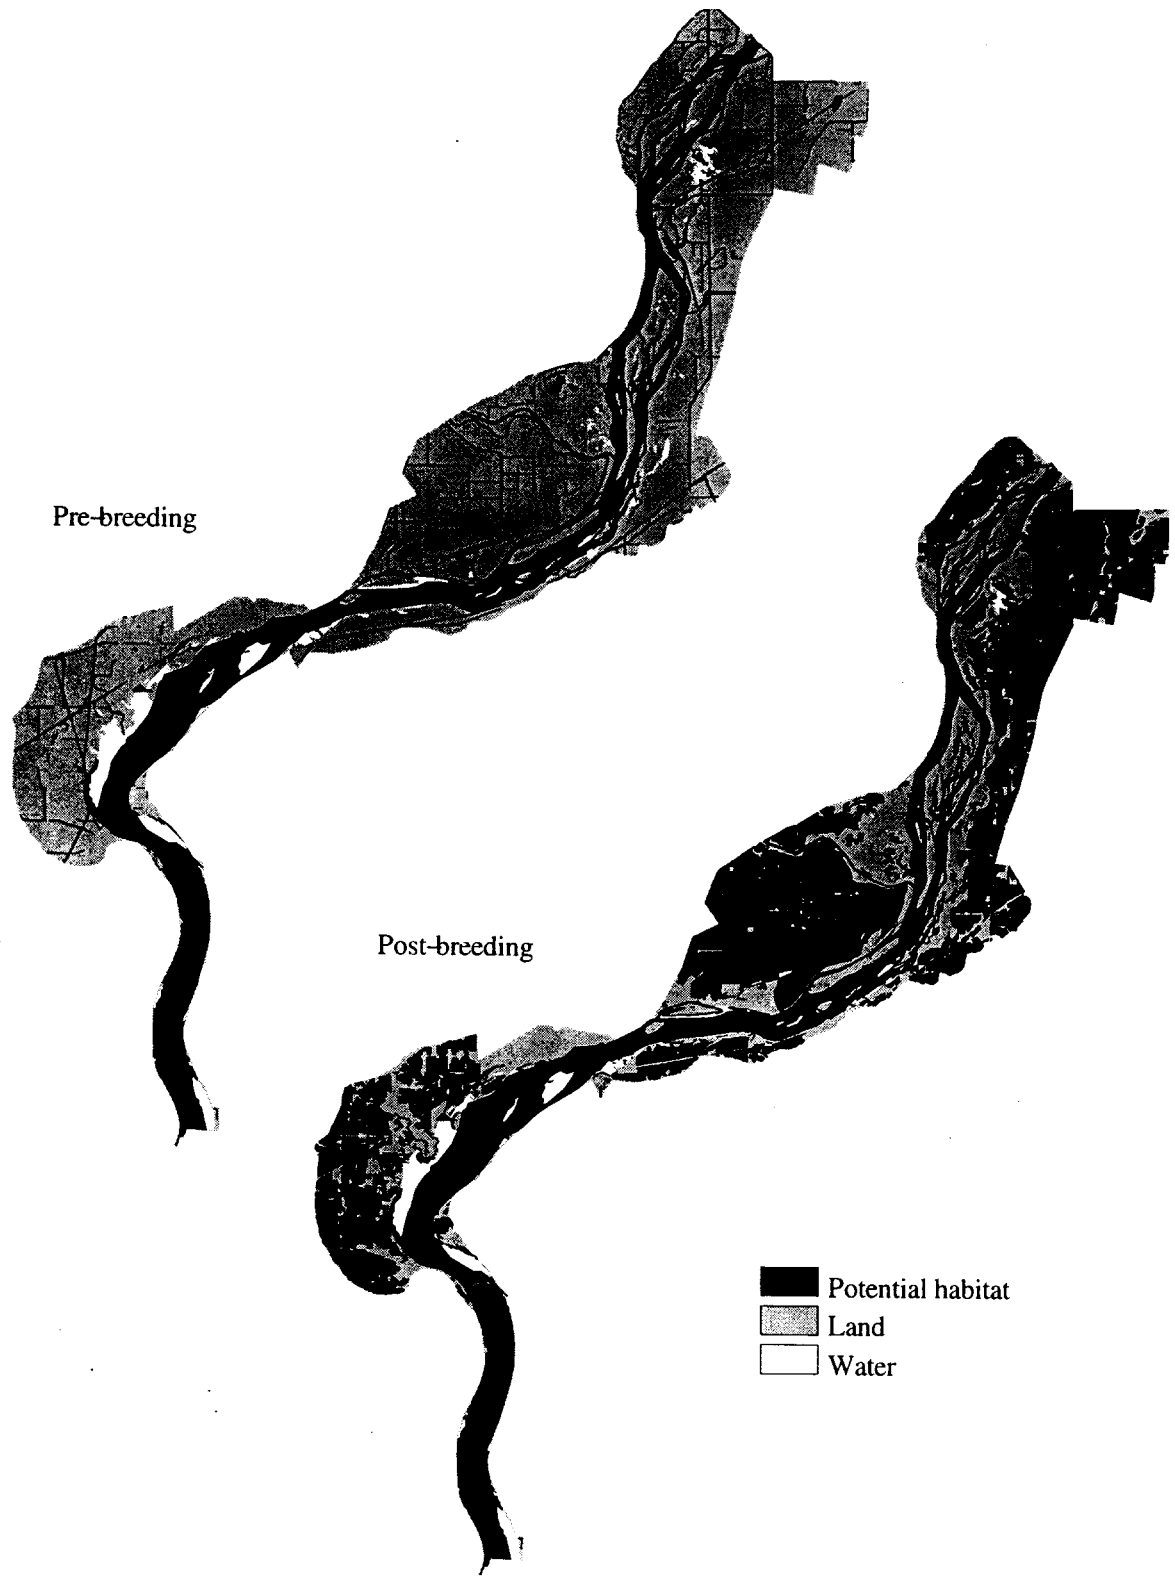 Pre-breeding
Post-breeding
Potential habitat
Land
Water